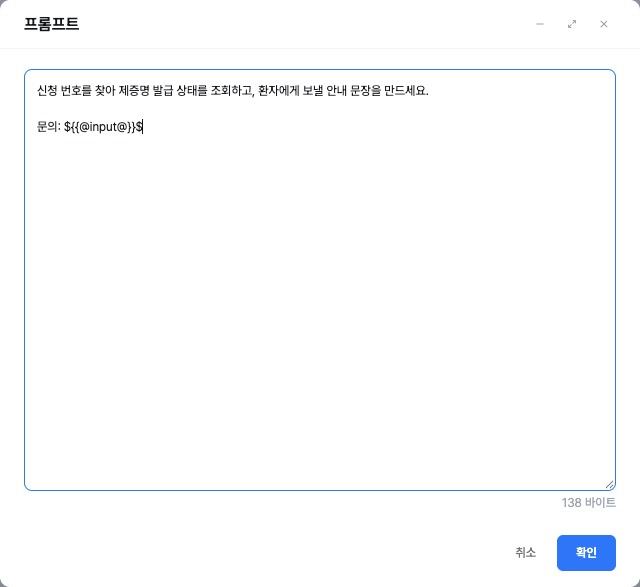 프롬프트
신청 번호를 찾아 제증명 발급 상태를 조회하고, 환자에게 보낼 안내 문장을 만드세요.
문의: ${{@input@}}$
138 바이트
취소
확인